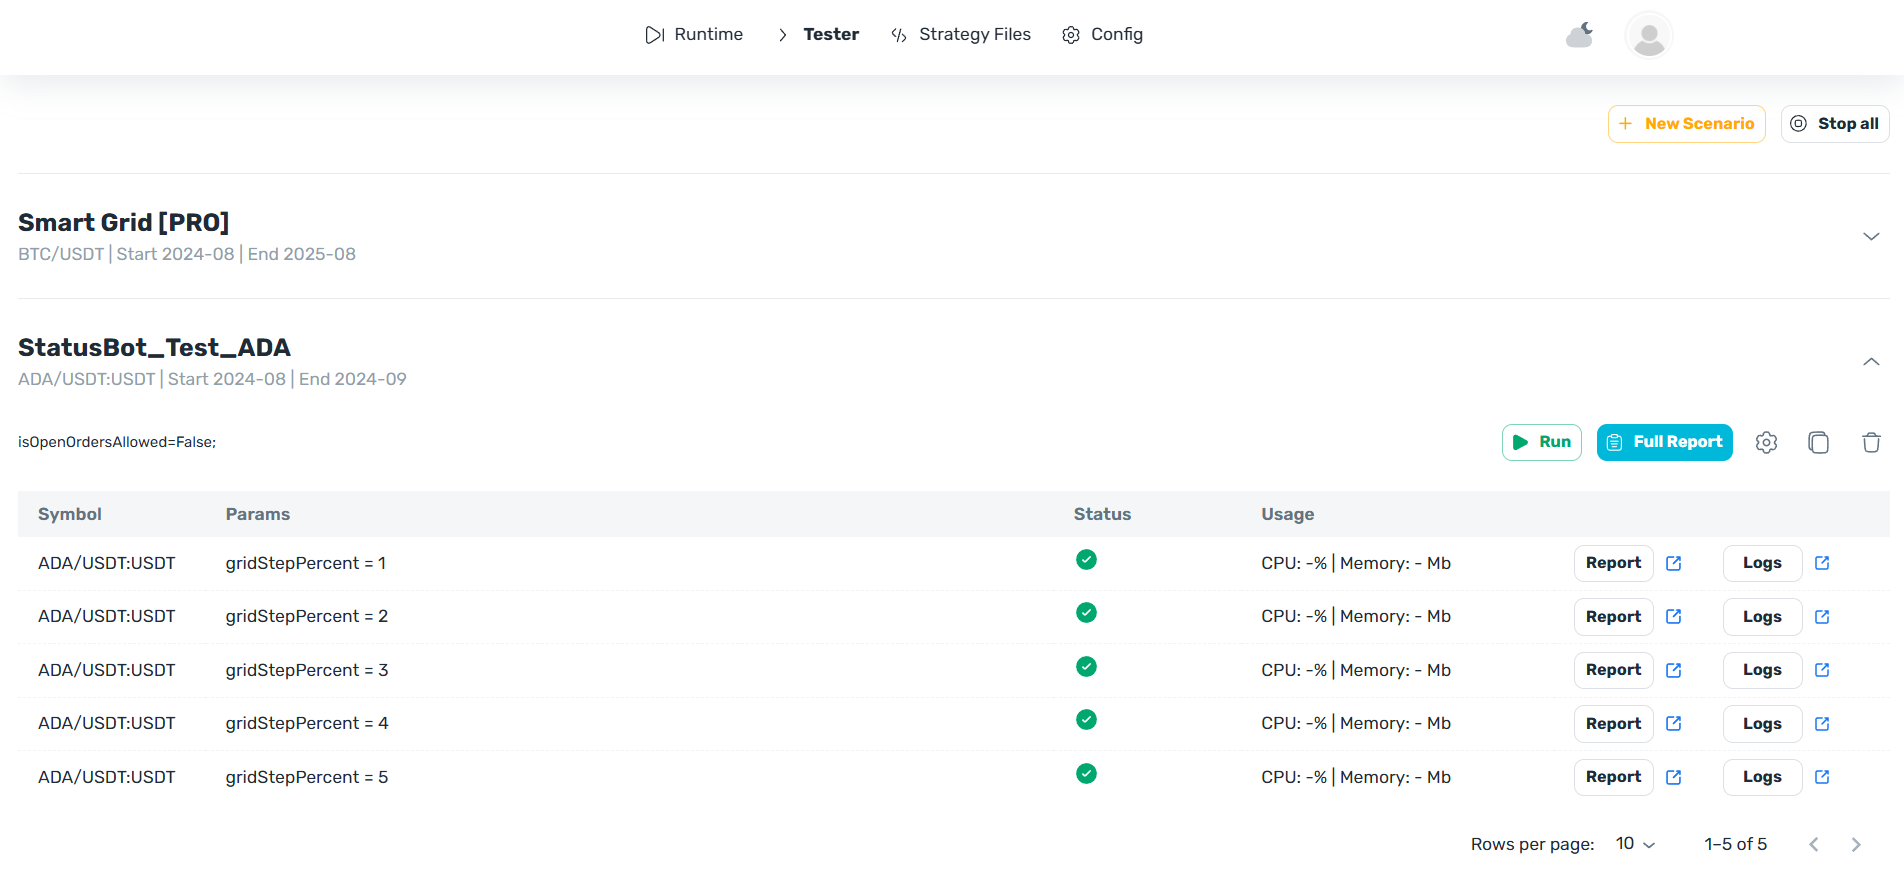 Runtime Tester Strategy Files Config
New Scenario Stop all
Smart Grid [PRO]
BTC/USDT | Start 2024-08 | End 2025-08
StatusBot_Test_ADA
ADA/USDT:USDT | Start 2024-08 | End 2024-09
isOpenOrdersAllowed=False; Run Full Report
Symbol Params Status Usage
ADA/USDT:USDT gridStepPercent = 1 CPU: -% | Memory: - Mb Report Logs
ADA/USDT:USDT gridStepPercent = 2 CPU: -% | Memory: - Mb Report Logs
ADA/USDT:USDT gridStepPercent = 3 CPU: -% | Memory: - Mb Report Logs
ADA/USDT:USDT gridStepPercent = 4 CPU: -% | Memory: - Mb Report Logs
ADA/USDT:USDT gridStepPercent = 5 CPU: -% | Memory: - Mb Report Logs
Rows per page: 10 1–5 of 5